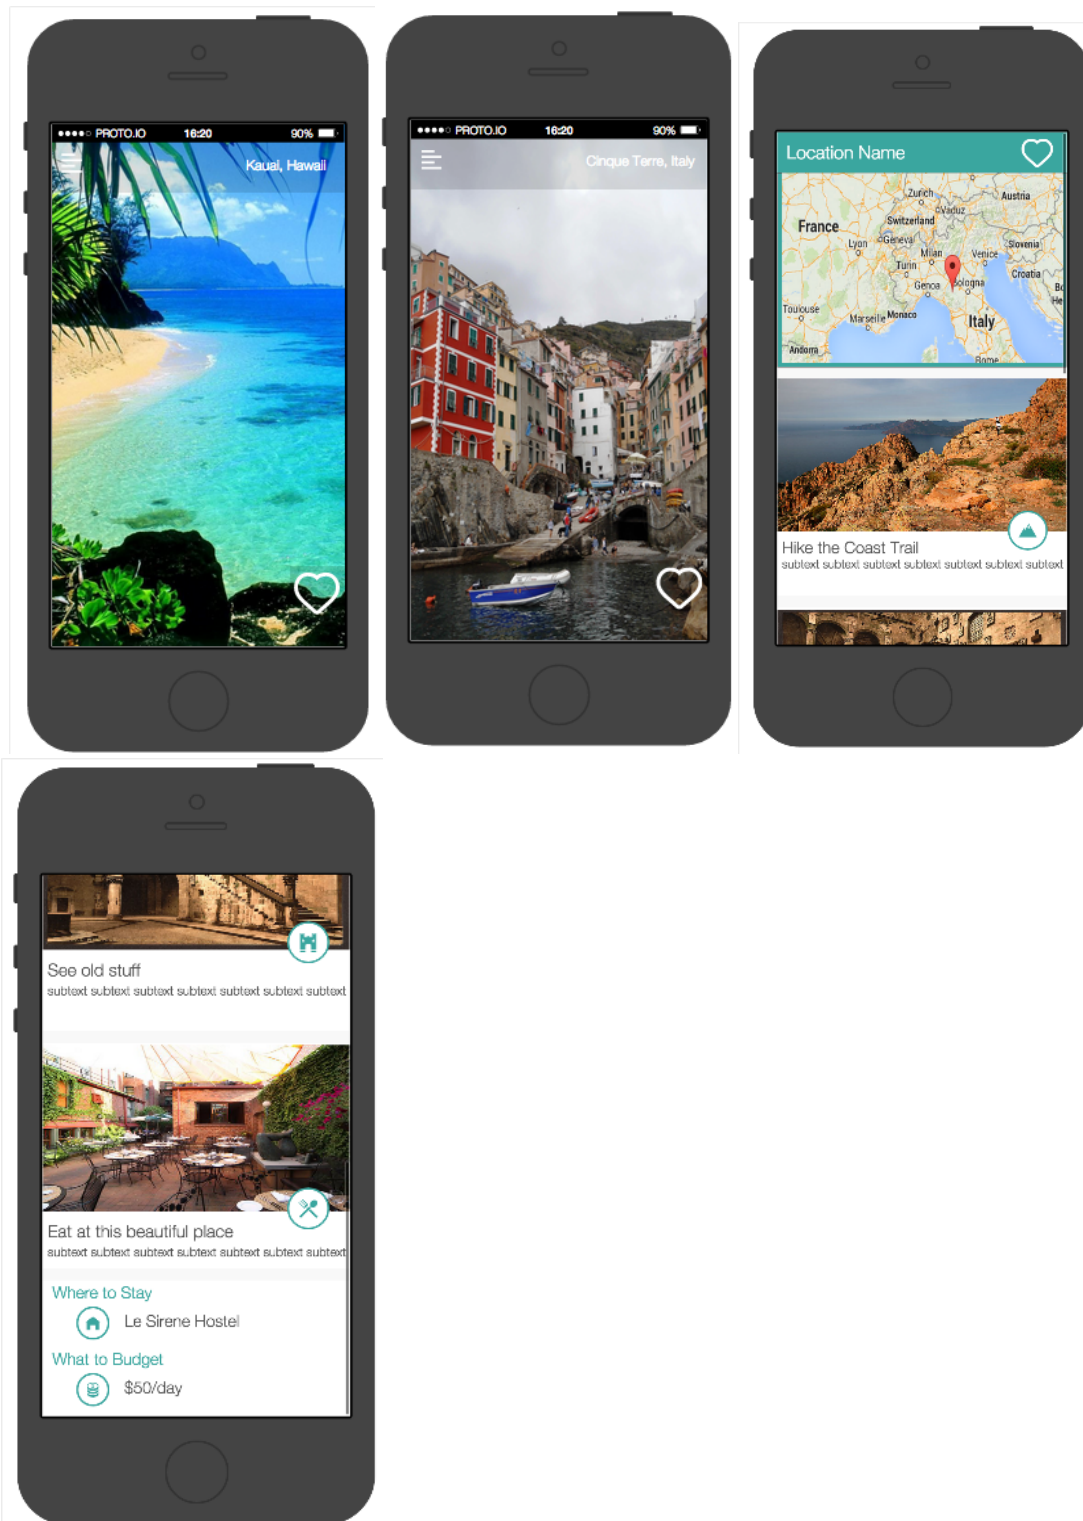 PROTO.IO 16:20 90%
Kauai, Hawaii
PROTO.IO 16:20 90%
Cinque Terre, Italy
Location Name
Zurich
Austria
Vaduz
Switzerland
France
Geneva
Lyon
Slovenia
Milan
Venice
Turin
Croatia
Genoa
Bologna
Bo
He
Toulouse
Marseille
Monaco
Italy
Andorra
Rome
Hike the Coast Trail
subtext subtext subtext subtext subtext subtext subtext
See old stuff
subtext subtext subtext subtext subtext subtext subtext
Eat at this beautiful place
subtext subtext subtext subtext subtext subtext subtext
Where to Stay
Le Sirene Hostel
What to Budget
$50/day